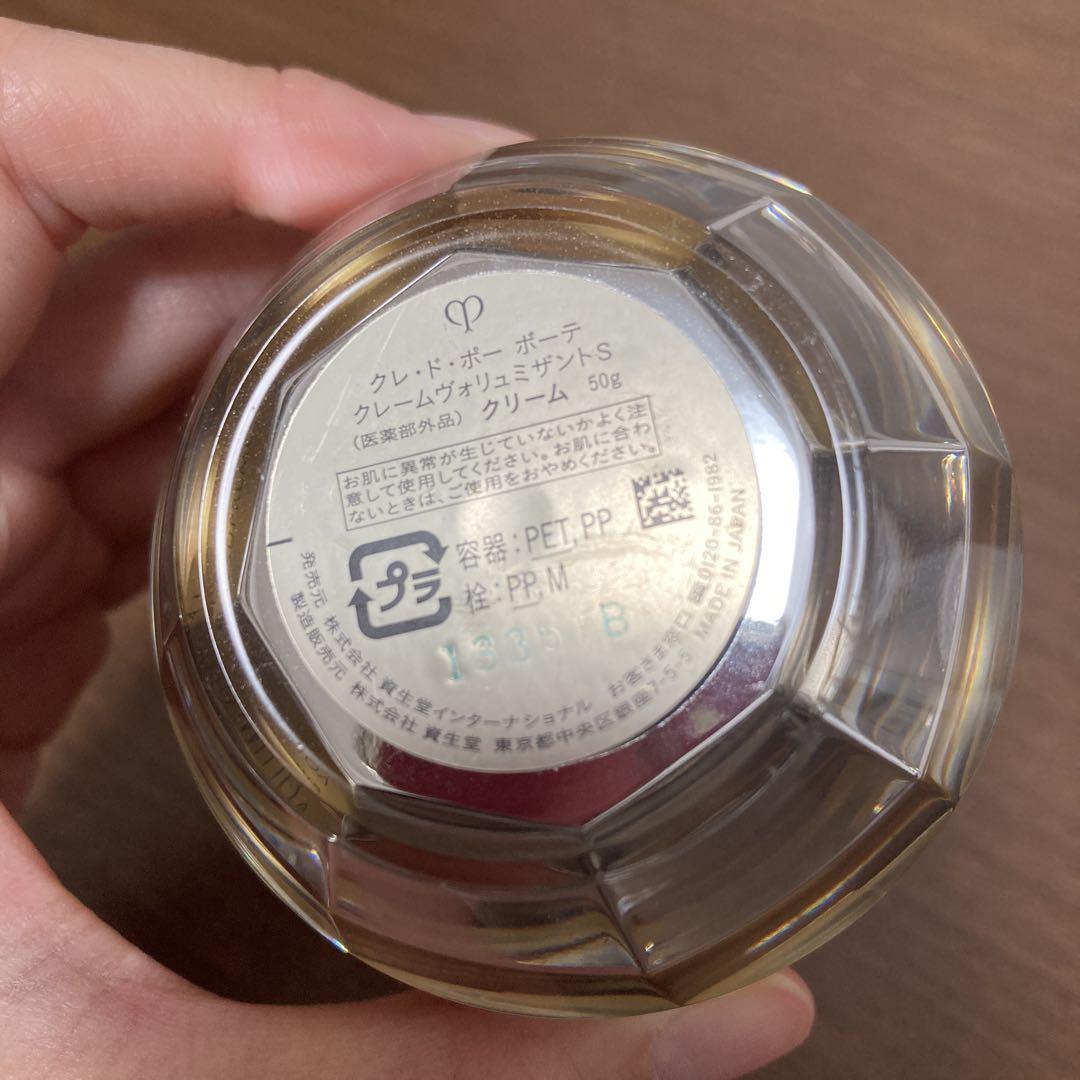 クレ・ド・ポー ボーテ
クレームヴォリュミザントS
(医薬部外品) クリーム 50g
お肌に異常が生じていないかよく注
意して使用してください。お肌に合わ
ないときは、ご使用をおやめください。
プラ
容器:PET,PP
栓:PP,M
B
発売元 株式会社 資生堂インターナショナル お客さま窓口 0120-86-1982
製造販売元 株式会社 資生堂 東京都中央区銀座7-5-5 MADE IN JAPAN